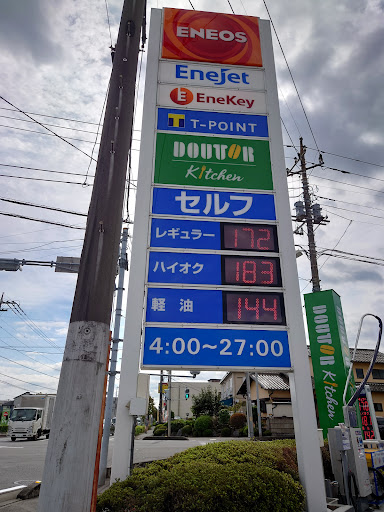 ENEOS
EneJet
EneKey
T T-POINT
DOUTOR
Kitchen
セルフ
レギュラー 172
ハイオク 183
軽油 144
4:00~27:00
DOUTOR
Kitchen